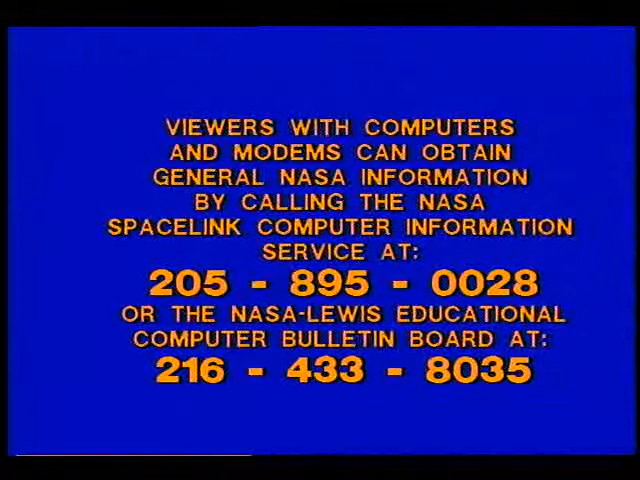 VIEWERS WITH COMPUTERS
AND MODEMS CAN OBTAIN
GENERAL NASA INFORMATION
BY CALLING THE NASA
SPACELINK COMPUTER INFORMATION
SERVICE AT:
205 - 895 - 0028
OR THE NASA-LEWIS EDUCATIONAL
COMPUTER BULLETIN BOARD AT:
216 - 433 - 8035